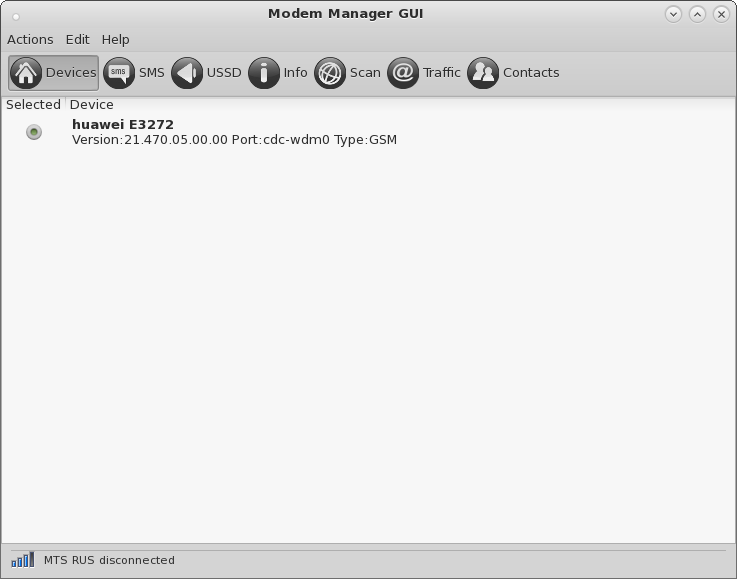 Modem Manager GUI
Actions Edit Help
Devices sms SMS USSD Info Scan @ Traffic Contacts
Selected Device
huawei E3272
Version:21.470.05.00.00 Port:cdc-wdm0 Type:GSM
MTS RUS disconnected